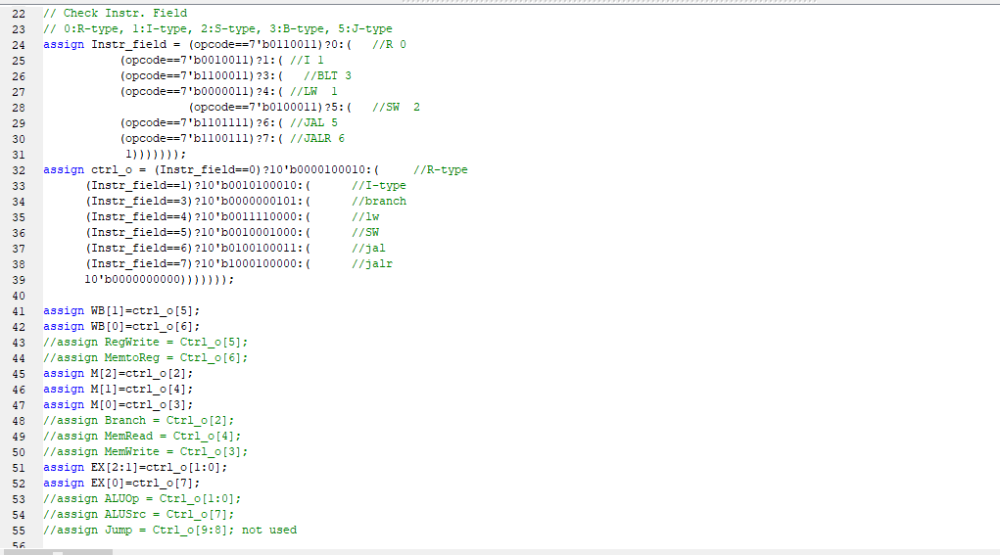 22 // Check Instr. Field
23 // 0:R-type, 1:I-type, 2:S-type, 3:B-type, 5:J-type
24 assign Instr_field = (opcode==7'b0110011)?0:( //R 0
25 (opcode==7'b0010011)?1:( //I 1
26 (opcode==7'b1100011)?3:( //BLT 3
27 (opcode==7'b0000011)?4:( //LW 1
28 (opcode==7'b0100011)?5:( //SW 2
29 (opcode==7'b1101111)?6:( //JAL 5
30 (opcode==7'b1100111)?7:( //JALR 6
31 1)))))));
32 assign ctrl_o = (Instr_field==0)?10'b0000100010:( //R-type
33 (Instr_field==1)?10'b0010100010:( //I-type
34 (Instr_field==3)?10'b0000000101:( //branch
35 (Instr_field==4)?10'b0011110000:( //lw
36 (Instr_field==5)?10'b0010001000:( //SW
37 (Instr_field==6)?10'b0100100011:( //jal
38 (Instr_field==7)?10'b1000100000:( //jalr
39 10'b0000000000)))))));
40
41 assign WB[1]=ctrl_o[5];
42 assign WB[0]=ctrl_o[6];
43 //assign RegWrite = Ctrl_o[5];
44 //assign MemtoReg = Ctrl_o[6];
45 assign M[2]=ctrl_o[2];
46 assign M[1]=ctrl_o[4];
47 assign M[0]=ctrl_o[3];
48 //assign Branch = Ctrl_o[2];
49 //assign MemRead = Ctrl_o[4];
50 //assign MemWrite = Ctrl_o[3];
51 assign EX[2:1]=ctrl_o[1:0];
52 assign EX[0]=ctrl_o[7];
53 //assign ALUOp = Ctrl_o[1:0];
54 //assign ALUSrc = Ctrl_o[7];
55 //assign Jump = Ctrl_o[9:8]; not used
56